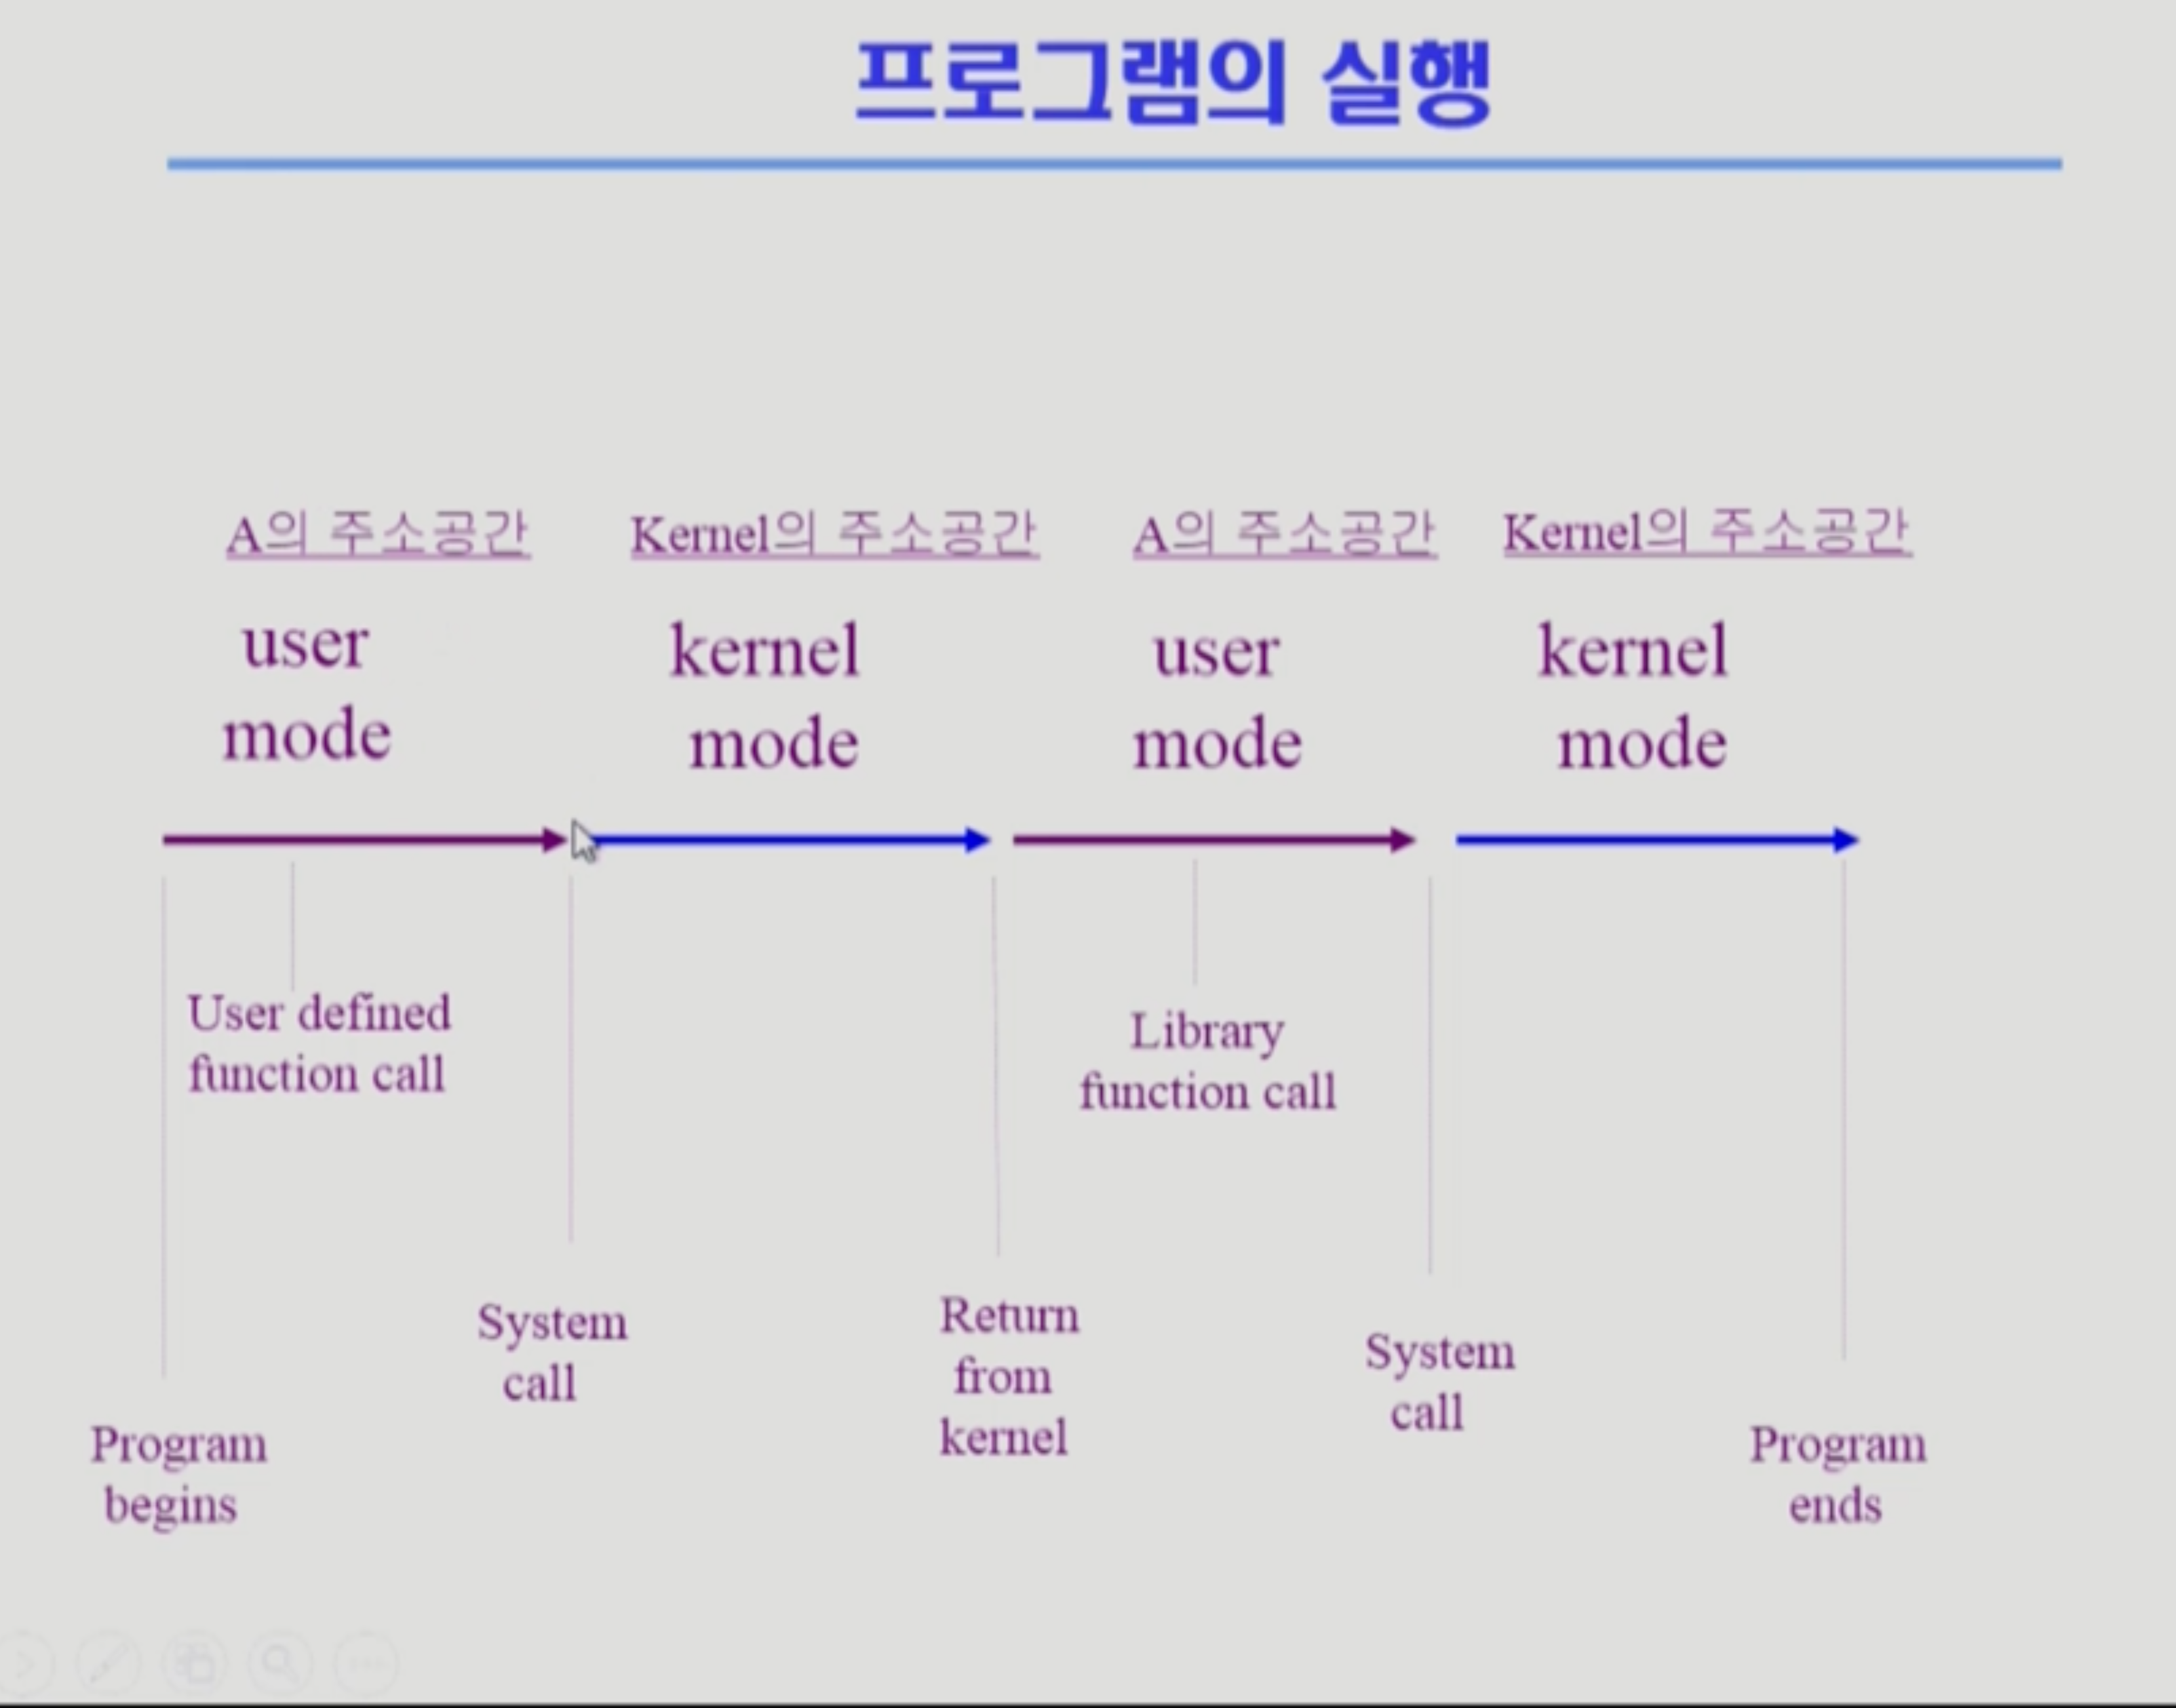 프로그램의 실행
A의 주소공간 Kernel의 주소공간 A의 주소공간 Kernel의 주소공간
user kernel user kernel
mode mode mode mode
User defined
function call
Library
function call
System
call
Return
from
kernel
System
call
Program
begins
Program
ends